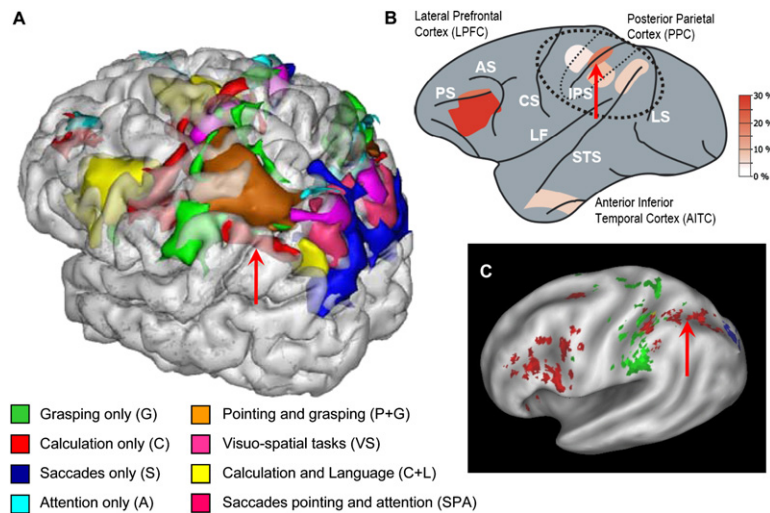 A
B
Lateral Prefrontal
Cortex (LPFC)
Posterior Parietal
Cortex (PPC)
AS
PS
CS
IPS
LF
LS
STS
30 %
0 %
Anterior Inferior
Temporal Cortex (AITC)
C
Grasping only (G)
Calculation only (C)
Saccades only (S)
Attention only (A)
Pointing and grasping (P+G)
Visuo-spatial tasks (VS)
Calculation and Language (C+L)
Saccades pointing and attention (SPA)